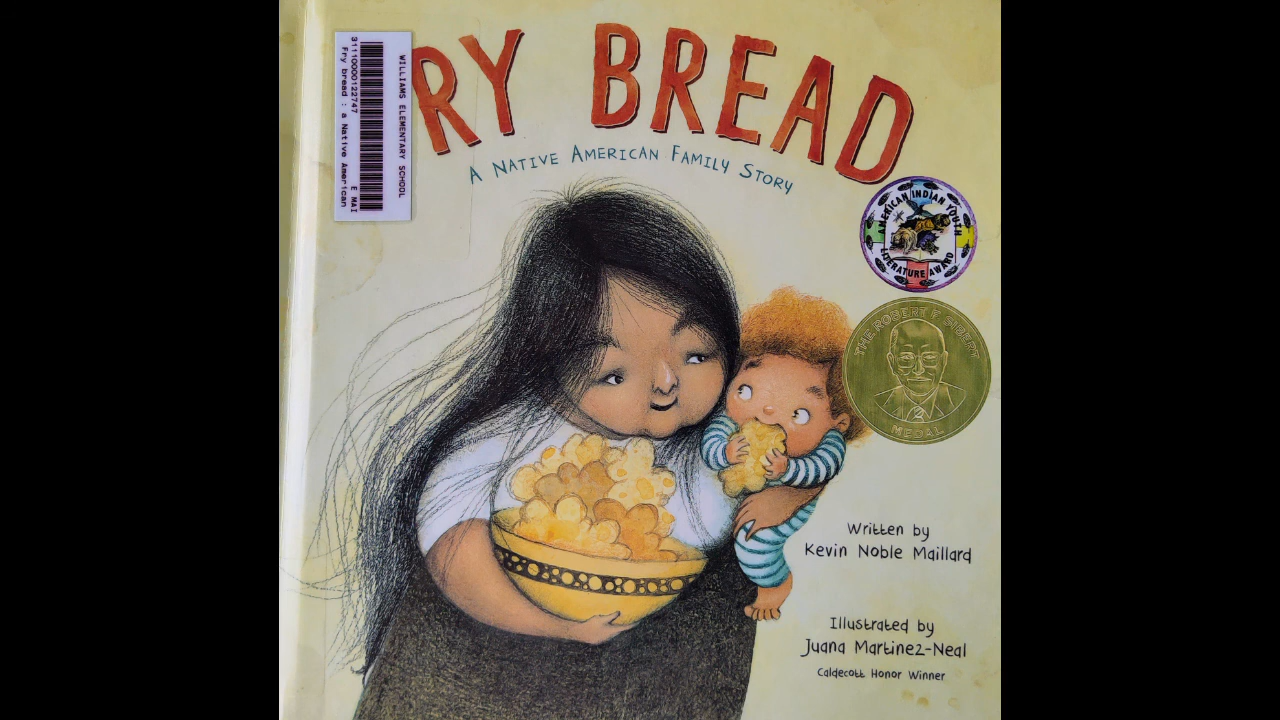 WILLIAMS ELEMENTARY SCHOOL
E MAI
31110000122747
Fry bread : a Native American
RY BREAD
A NATIVE AMERICAN FAMILY STORY
AMERICAN INDIAN YOUTH
LITERATURE AWARD
THE ROBERT F. SIBERT
MEDAL
Written by
Kevin Noble Maillard
Illustrated by
Juana Martinez-Neal
Caldecott Honor Winner